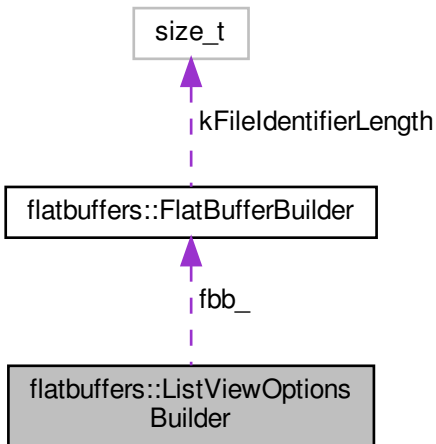 size_t
kFileIdentifierLength
flatbuffers::FlatBufferBuilder
fbb_
flatbuffers::ListViewOptions
Builder